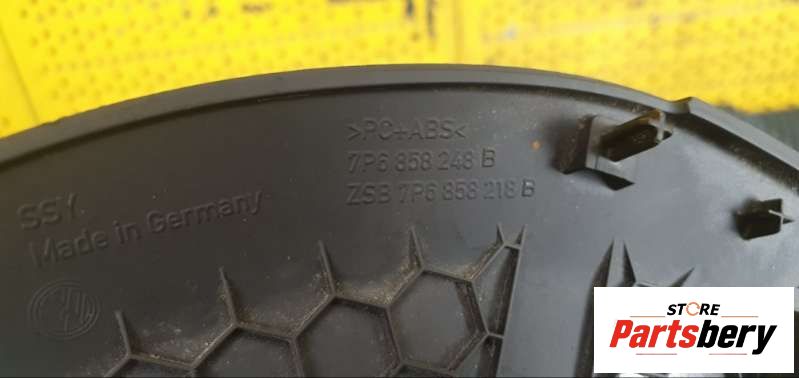 >PC+ABS<
7P6 858 248 B
ZSB 7P6 858 218 B
SSY
Made in Germany
STORE
Partsbery